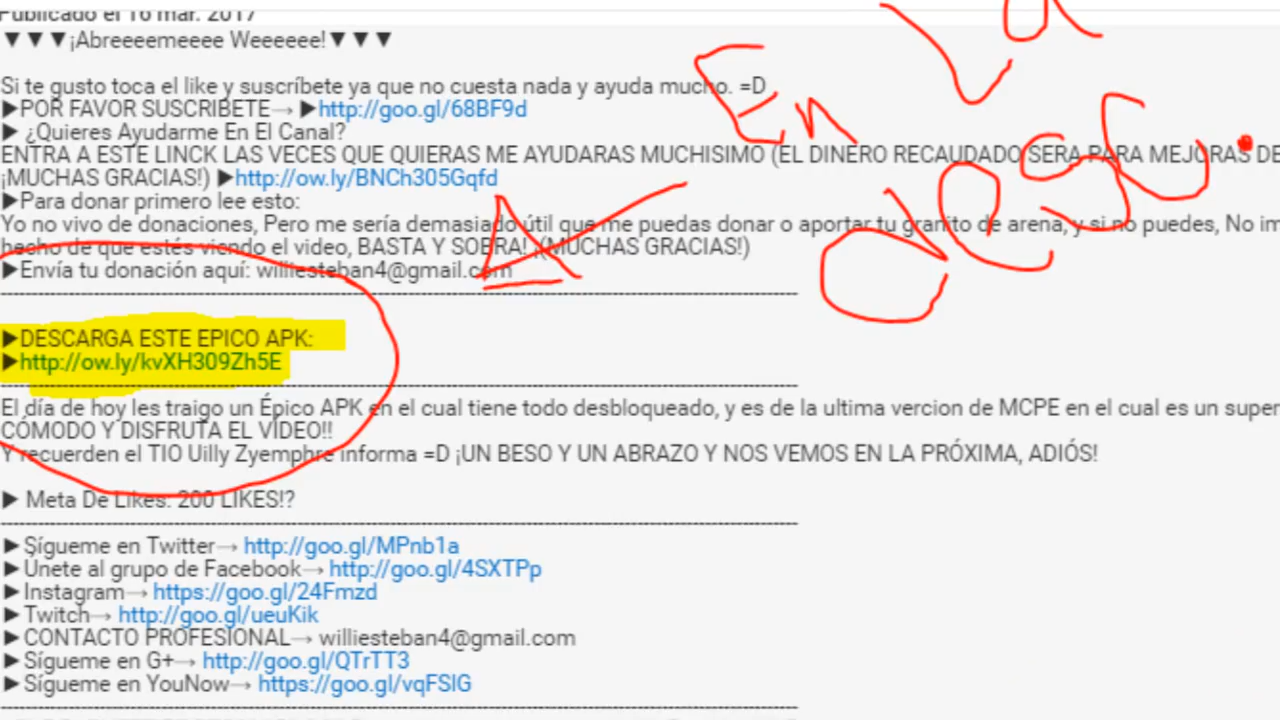 Publicado el 16 mar. 2017
▼▼▼¡Abreeeemeeee Weeeeee!▼▼▼
Si te gusto toca el like y suscríbete ya que no cuesta nada y ayuda mucho. =D
▶POR FAVOR SUSCRIBETE→ ▶http://goo.gl/68BF9d
▶ ¿Quieres Ayudarme En El Canal?
ENTRA A ESTE LINCK LAS VECES QUE QUIERAS ME AYUDARAS MUCHISIMO (EL DINERO RECAUDADO SERA PARA MEJORAS DE
¡MUCHAS GRACIAS!) ▶http://ow.ly/BNCh305Gqfd
▶Para donar primero lee esto:
Yo no vivo de donaciones, Pero me sería demasiado útil que me puedas donar o aportar tu granito de arena, y si no puedes, No im
hecho de que estés viendo el video, BASTA Y SOBRA! ¡(MUCHAS GRACIAS!)
▶Envía tu donación aquí: williesteban4@gmail.com
▶DESCARGA ESTE EPICO APK:
▶http://ow.ly/kvXH309Zh5E
El día de hoy les traigo un Épico APK en el cual tiene todo desbloqueado, y es de la ultima vercion de MCPE en el cual es un super
CÓMODO Y DISFRUTA EL VÍDEO!!
Y recuerden el TIO Uilly Zyemphre informa =D ¡UN BESO Y UN ABRAZO Y NOS VEMOS EN LA PRÓXIMA, ADIÓS!
▶ Meta De Likes: 200 LIKES!?
▶Sígueme en Twitter→ http://goo.gl/MPnb1a
▶Únete al grupo de Facebook→ http://goo.gl/4SXTPp
▶Instagram→ https://goo.gl/24Fmzd
▶Twitch→ http://goo.gl/ueuKik
▶CONTACTO PROFESIONAL→ williesteban4@gmail.com
▶Sígueme en G+→ http://goo.gl/QTrTT3
▶Sígueme en YouNow→ https://goo.gl/vqFSlG
En La
desc.